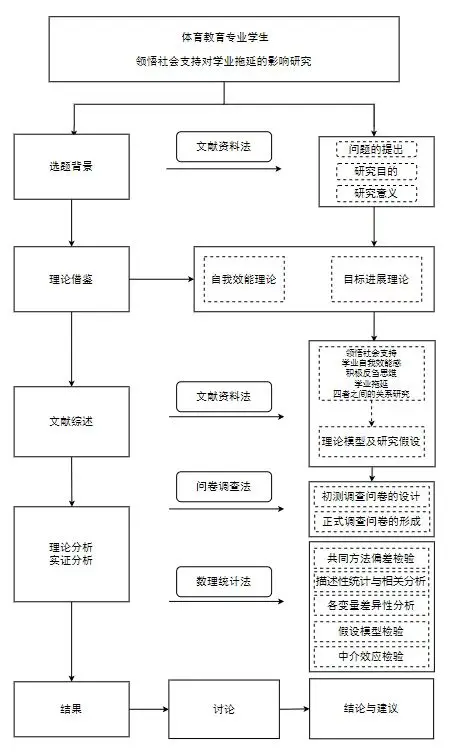 体育教育专业学生
领悟社会支持对学业拖延的影响研究
选题背景
文献资料法
问题的提出
研究目的
研究意义
理论借鉴
自我效能理论
目标进展理论
文献综述
文献资料法
领悟社会支持
学业自我效能感
积极反刍思维
学业拖延
四者之间的关系研究
理论模型及研究假设
理论分析
实证分析
问卷调查法
初测调查问卷的设计
正式调查问卷的形成
数理统计法
共同方法偏差检验
描述性统计与相关分析
各变量差异性分析
假设模型检验
中介效应检验
结果
讨论
结论与建议